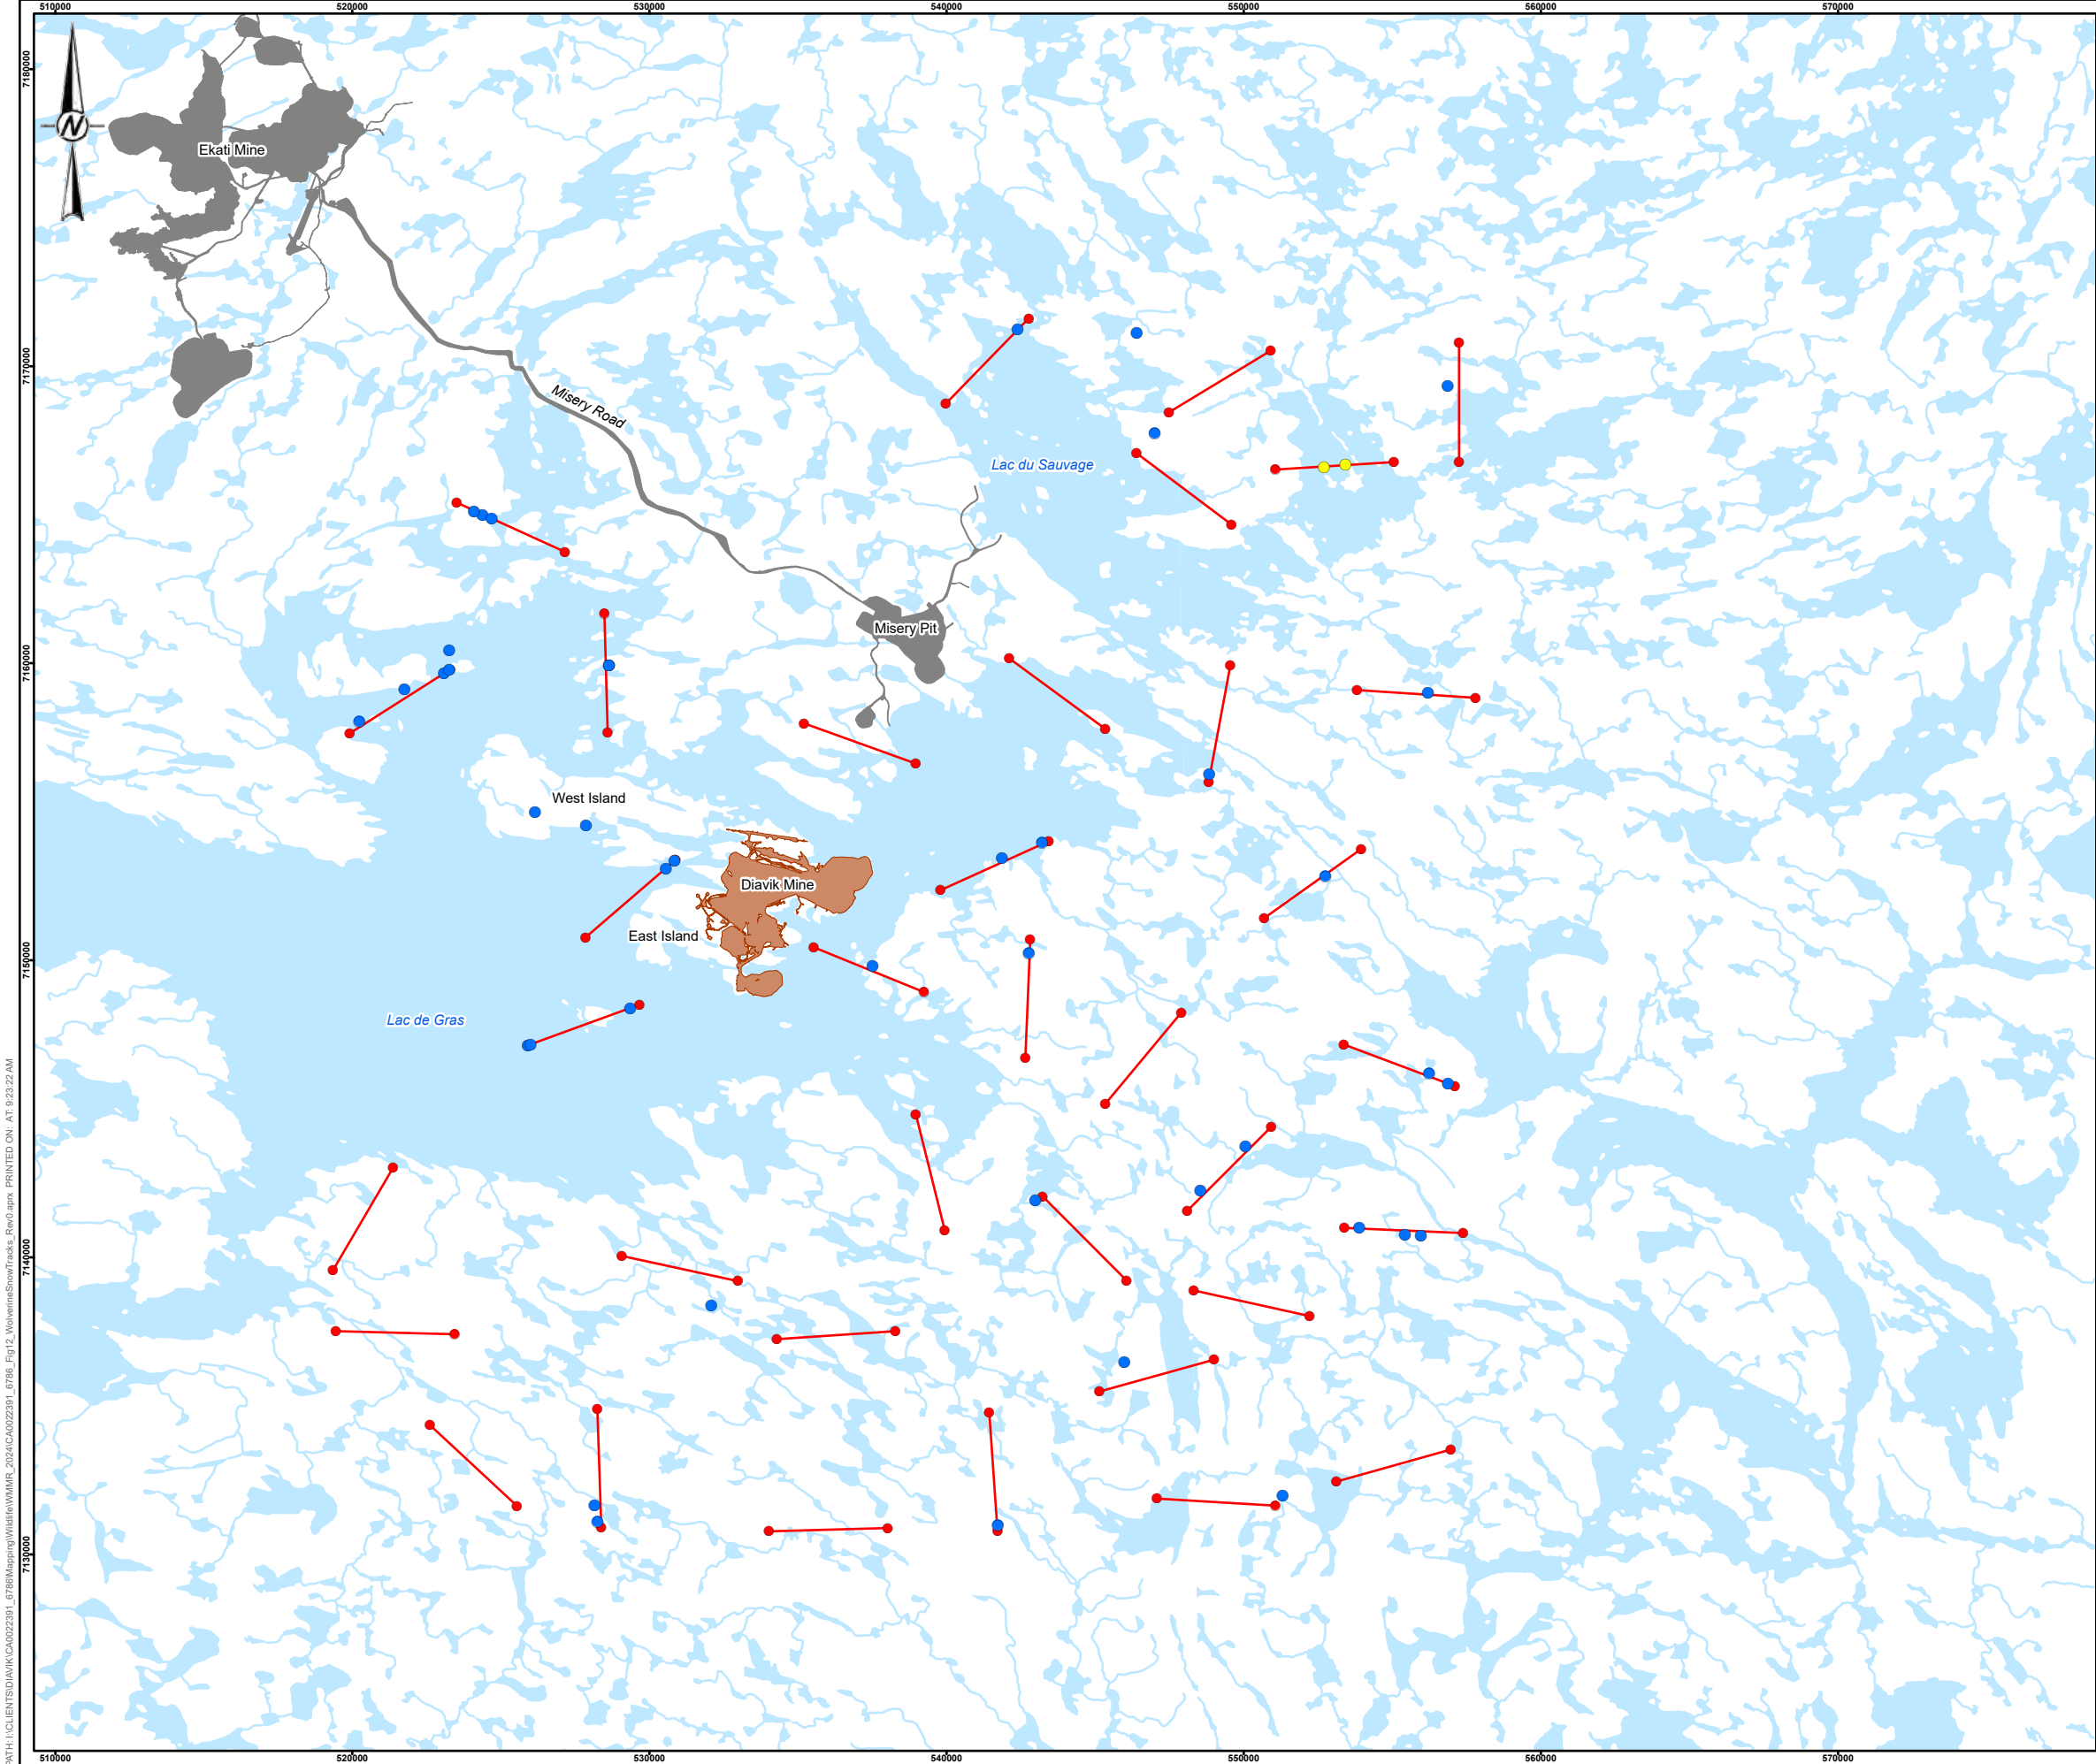 510000 520000 530000 540000 550000 560000 570000
7180000
N
Ekati Mine
7170000
Misery Road
Lac du Sauvage
7160000
Misery Pit
West Island
Diavik Mine
East Island
7150000
Lac de Gras
7140000
7130000
PATH: I:\CLIENTS\DIAVIK\CA0022391_6786\Mapping\Wildlife\WMMR_2024\CA0022391_6786_Fig12_WolverineSnowTracks_Rev0.aprx PRINTED ON: AT: 9:23:22 AM
510000 520000 530000 540000 550000 560000 570000